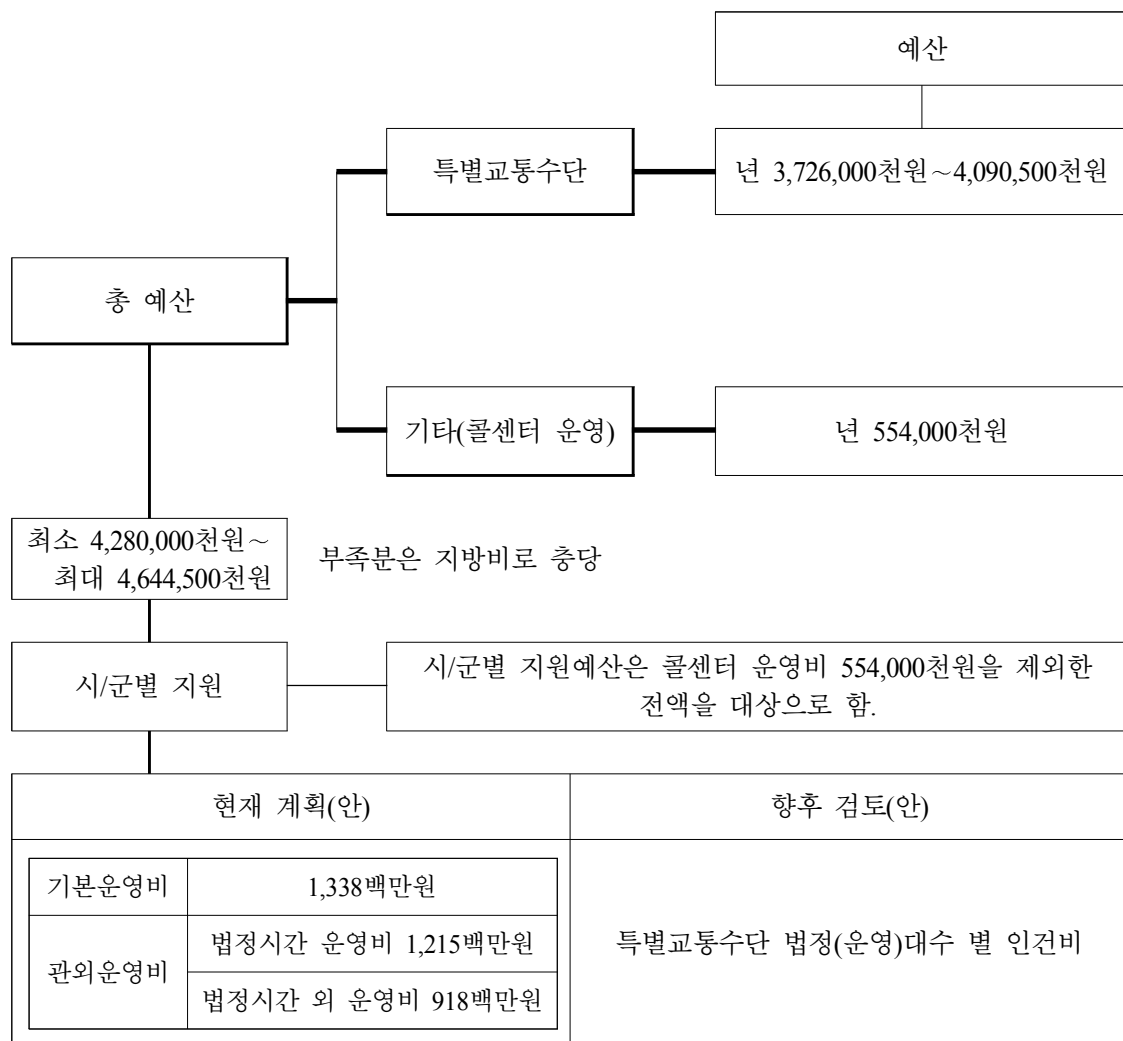 예산
특별교통수단
년 3,726,000천원～4,090,500천원
총 예산
기타(콜센터 운영)
년 554,000천원
최소 4,280,000천원～
최대 4,644,500천원
부족분은 지방비로 충당
시/군별 지원
시/군별 지원예산은 콜센터 운영비 554,000천원을 제외한
전액을 대상으로 함.
현재 계획(안)
향후 검토(안)
기본운영비
1,338백만원
관외운영비
법정시간 운영비 1,215백만원
법정시간 외 운영비 918백만원
특별교통수단 법정(운영)대수 별 인건비